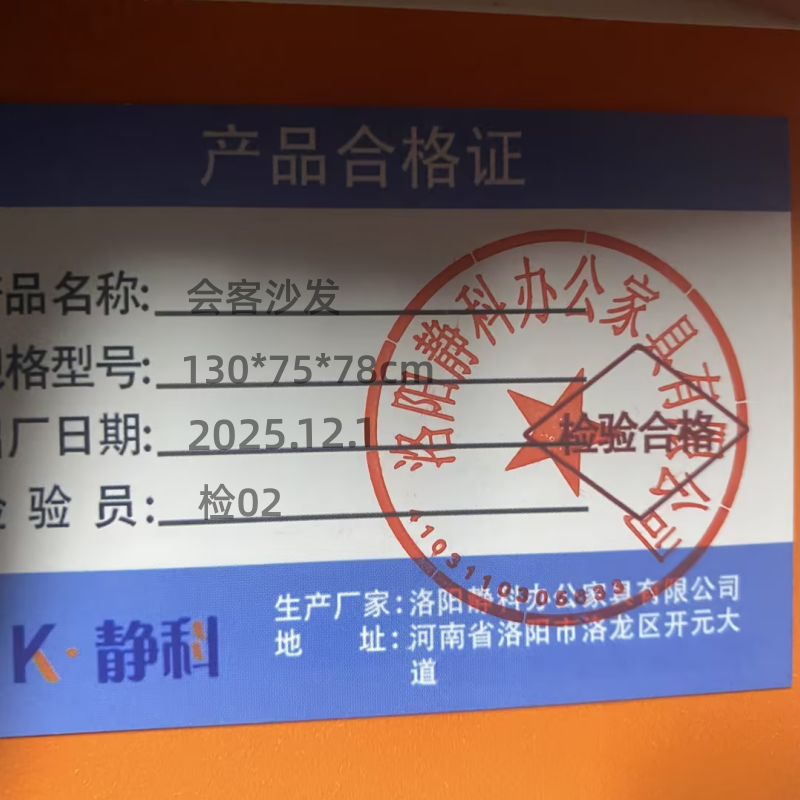 产品合格证
品名称: 会客沙发
格型号: 130*75*78cm
厂日期: 2025.12.1
验 员: 检02
洛阳静科办公家具有限公司
检验合格
K·静科
生产厂家:洛阳静科办公家具有限公司
地 址:河南省洛阳市洛龙区开元大
道